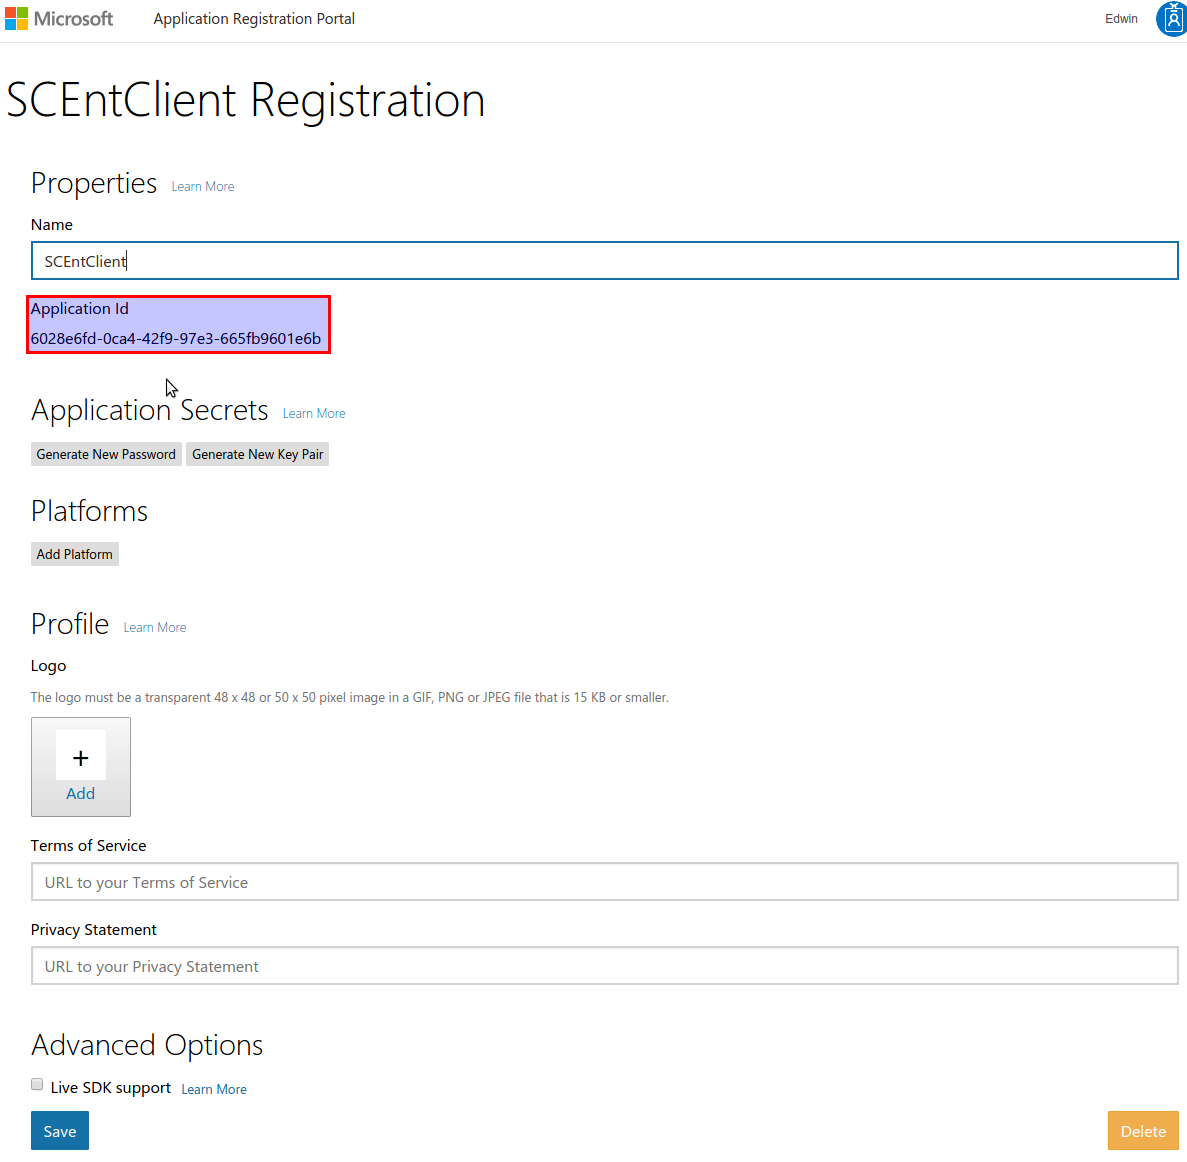 Microsoft Application Registration Portal Edwin
SCEntClient Registration
Properties Learn More
Name
SCEntClient
Application Id
6028e6fd-0ca4-42f9-97e3-665fb9601e6b
Application Secrets Learn More
Generate New Password Generate New Key Pair
Platforms
Add Platform
Profile Learn More
Logo
The logo must be a transparent 48 x 48 or 50 x 50 pixel image in a GIF, PNG or JPEG file that is 15 KB or smaller.
+
Add
Terms of Service
URL to your Terms of Service
Privacy Statement
URL to your Privacy Statement
Advanced Options
Live SDK support Learn More
Save Delete